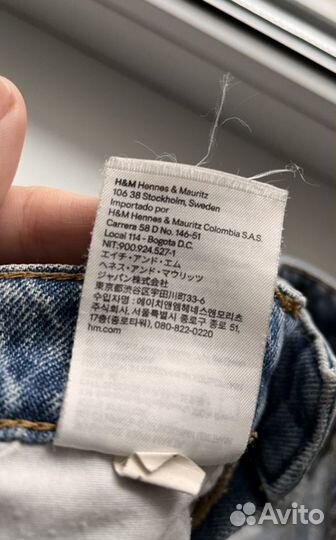 H&M Hennes & Mauritz
106 38 Stockholm, Sweden
Importado por
H&M Hennes & Mauritz Colombia S.A.S.
Carrera 58 D No. 146-51
Local 114 - Bogota D.C.
NIT:900.924.527-1
エイチ・アンド・エム
ヘネス・アンド・マウリッツ
ジャパン株式会社
東京都渋谷区宇田川町33-6
수입자명 : 에이치앤엠헤네스앤모리츠
주식회사, 서울특별시 종로구 종로 51,
17층(종로타워), 080-822-0220
hm.com
Avito